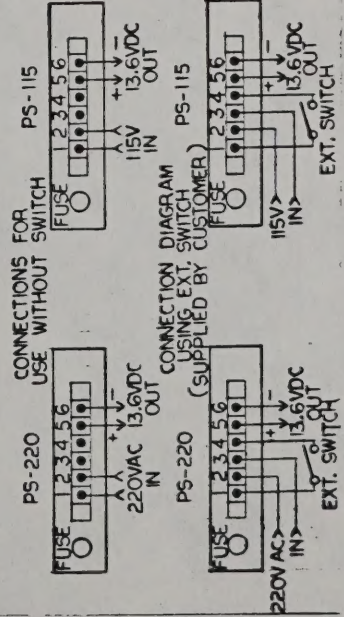 CONNECTIONS FOR
USE WITHOUT SWITCH
PS-220
FUSE
1 2 3 4 5 6
220VAC
IN
+ -
13.6VDC
OUT
PS-115
FUSE
1 2 3 4 5 6
115V
IN
+ -
13.6VDC
OUT
CONNECTION DIAGRAM
USING EXT. SWITCH
(SUPPLIED BY CUSTOMER)
PS-220
FUSE
1 2 3 4 5 6
220V AC
IN
+ -
13.6VDC
OUT
EXT. SWITCH
PS-115
FUSE
1 2 3 4 5 6
115V
IN
+ -
13.6VDC
OUT
EXT. SWITCH